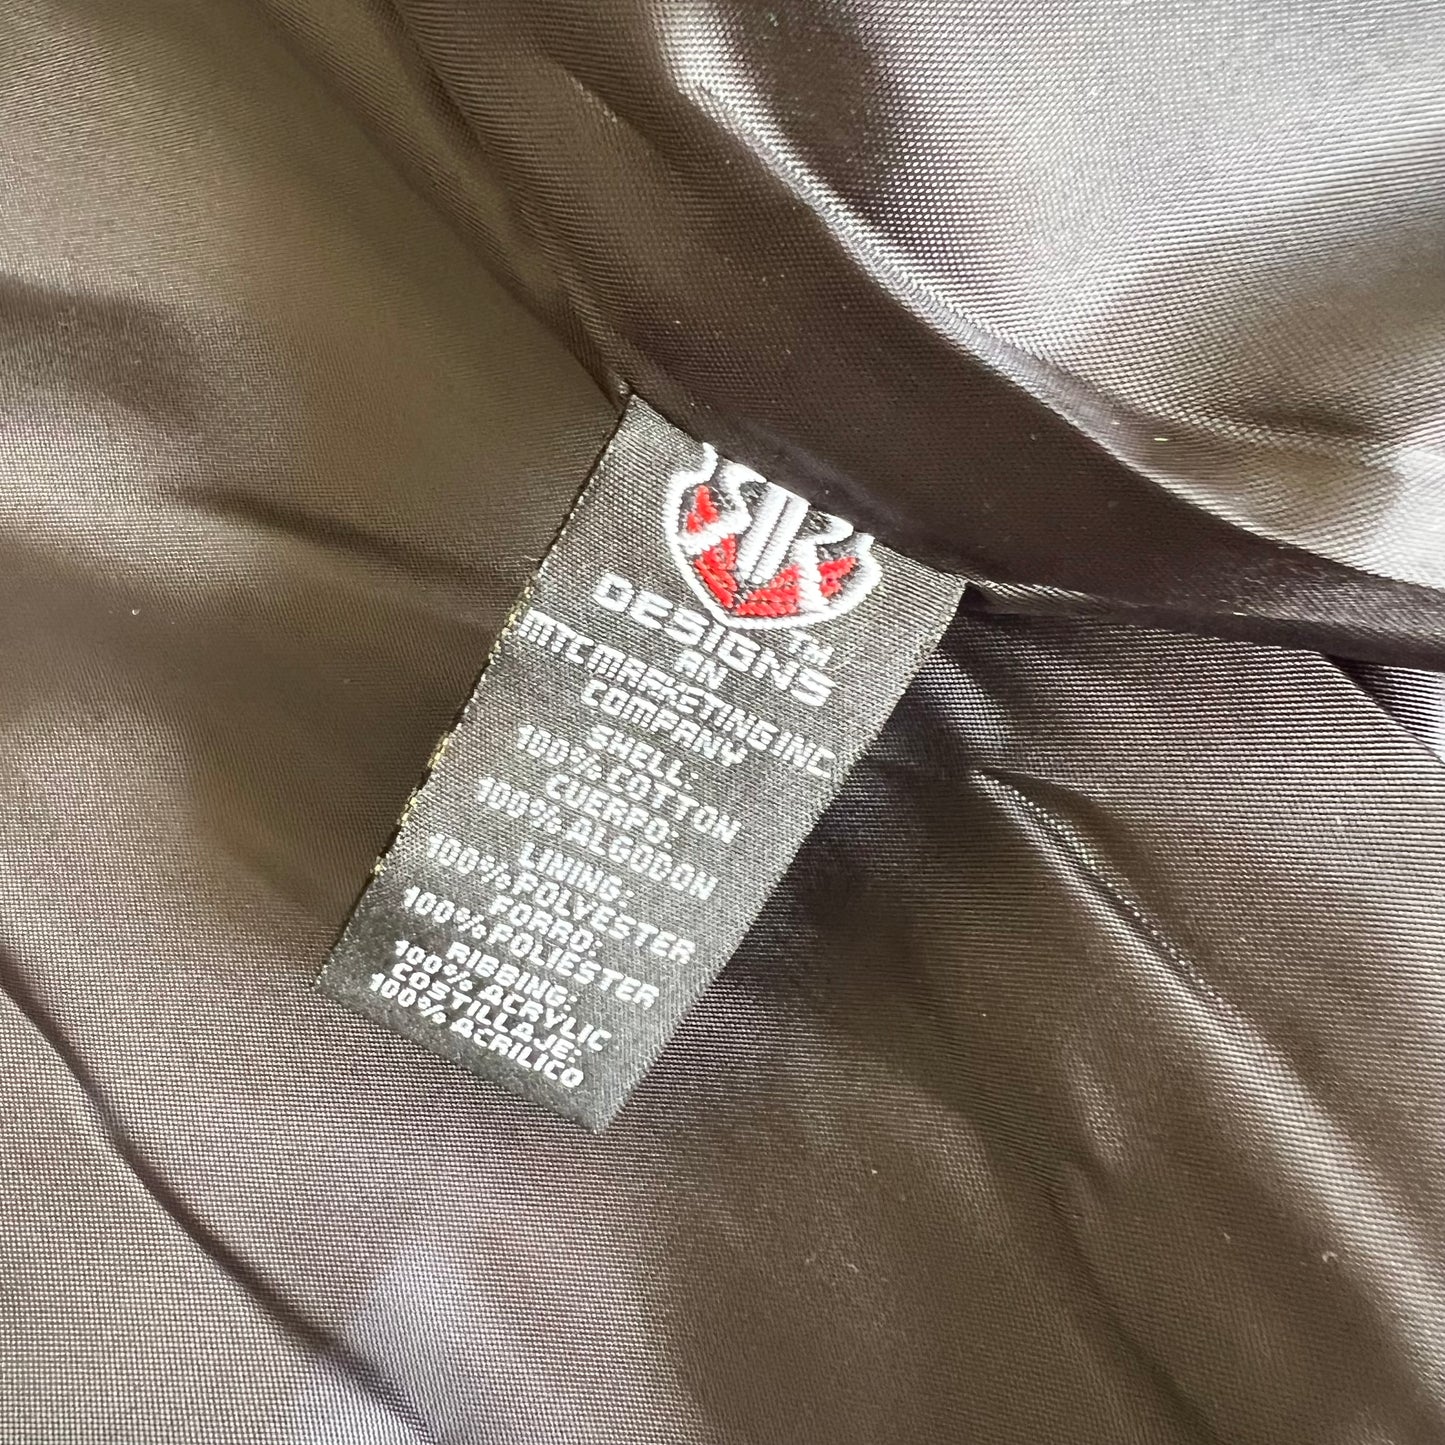 TM
DESIGNS
AN
MTC MARKETING INC.
COMPANY
SHELL:
100% COTTON
CUERPO:
100% ALGODON
LINING:
100% POLYESTER
FORRO:
100% POLIESTER
RIBBING:
100% ACRYLIC
COSTILLAJE:
100% ACRILICO